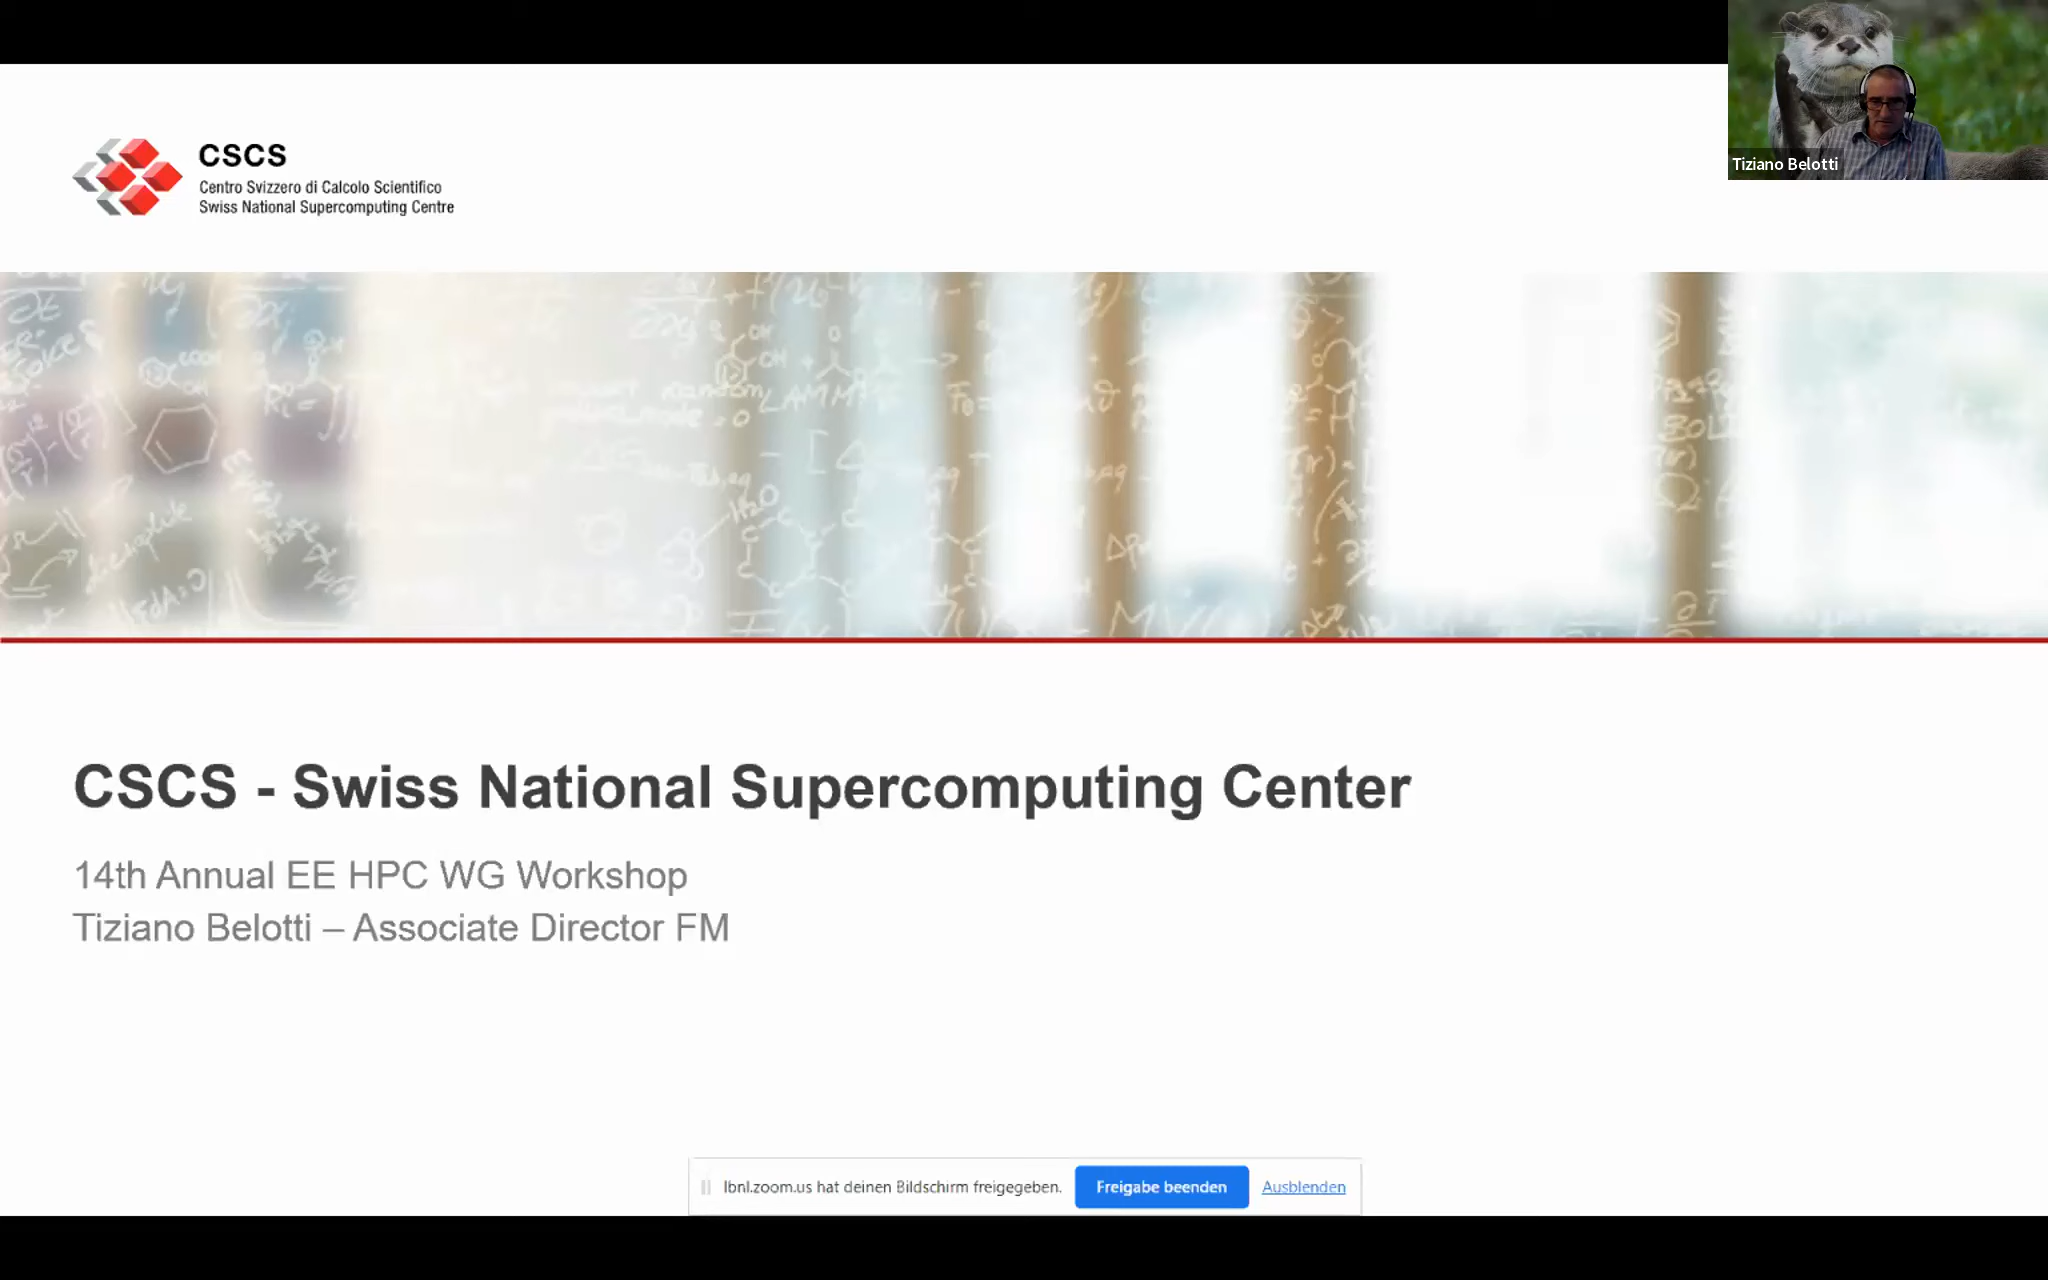 CSCS
Centro Svizzero di Calcolo Scientifico
Swiss National Supercomputing Centre
Tiziano Belotti
CSCS - Swiss National Supercomputing Center
14th Annual EE HPC WG Workshop
Tiziano Belotti – Associate Director FM
lbnl.zoom.us hat deinen Bildschirm freigegeben.
Freigabe beenden
Ausblenden